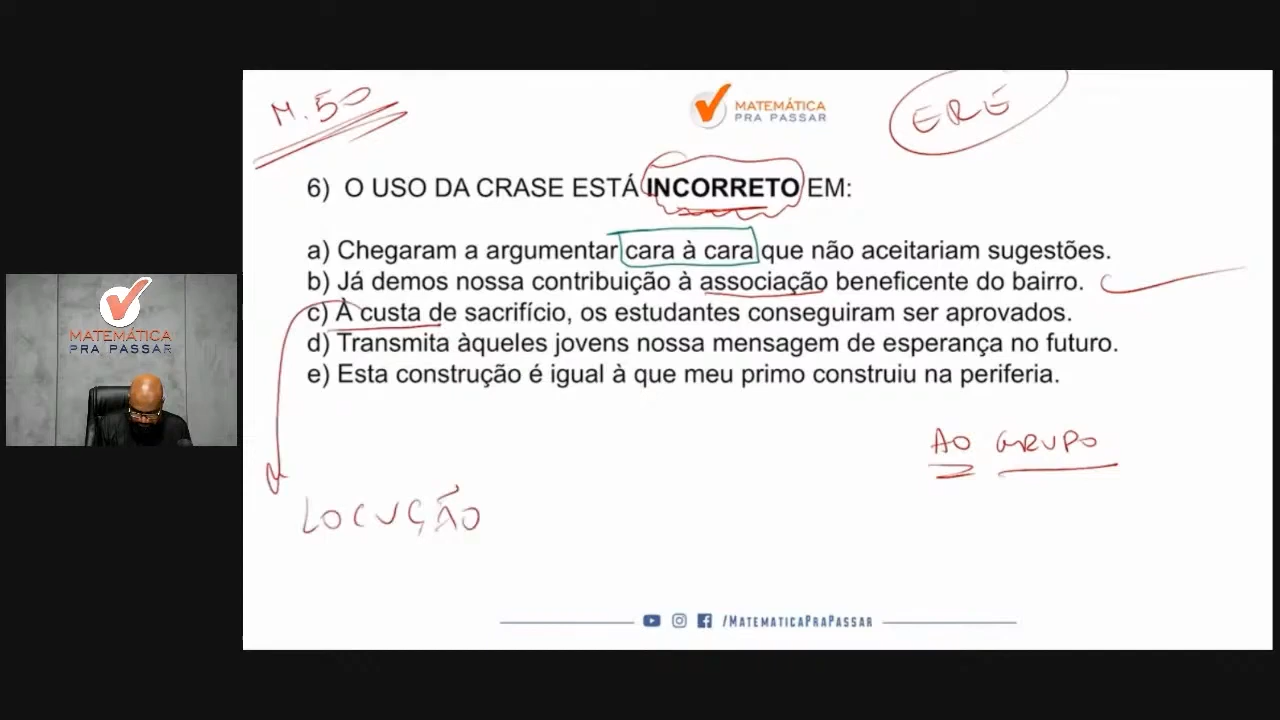 M.50
MATEMÁTICA
PRA PASSAR
ERE
6) O USO DA CRASE ESTÁ INCORRETO EM:
a) Chegaram a argumentar cara à cara que não aceitariam sugestões.
b) Já demos nossa contribuição à associação beneficente do bairro.
c) À custa de sacrifício, os estudantes conseguiram ser aprovados.
d) Transmita àqueles jovens nossa mensagem de esperança no futuro.
e) Esta construção é igual à que meu primo construiu na periferia.
MATEMÁTICA
PRA PASSAR
AO GRUPO
LOCUÇÃO
/MATEMATICAPRAPASSAR